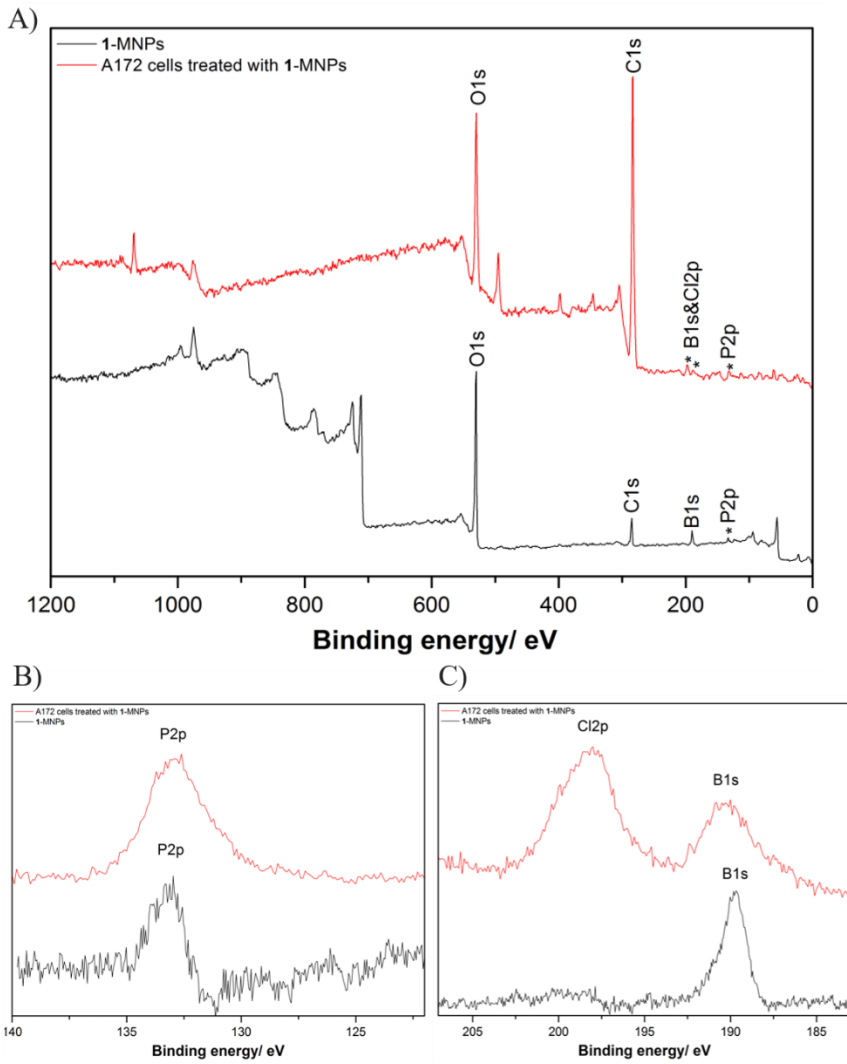 A)
1-MNPs
A172 cells treated with 1-MNPs
O1s
C1s
* B1s&Cl2p
*
* P2p
O1s
C1s
B1s
* P2p
1200 1000 800 600 400 200 0
Binding energy/ eV
B)
A172 cells treated with 1-MNPs
1-MNPs
P2p
P2p
140 135 130 125
Binding energy/ eV
C)
A172 cells treated with 1-MNPs
1-MNPs
Cl2p
B1s
B1s
205 200 195 190 185
Binding energy/ eV